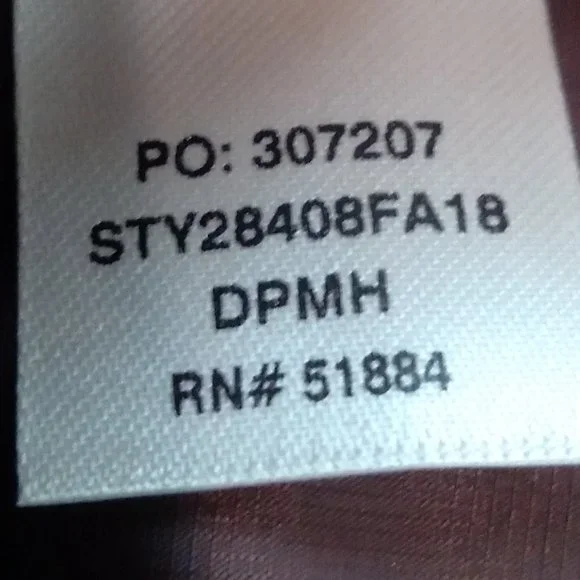 PO: 307207
STY28408FA18
DPMH
RN# 51884